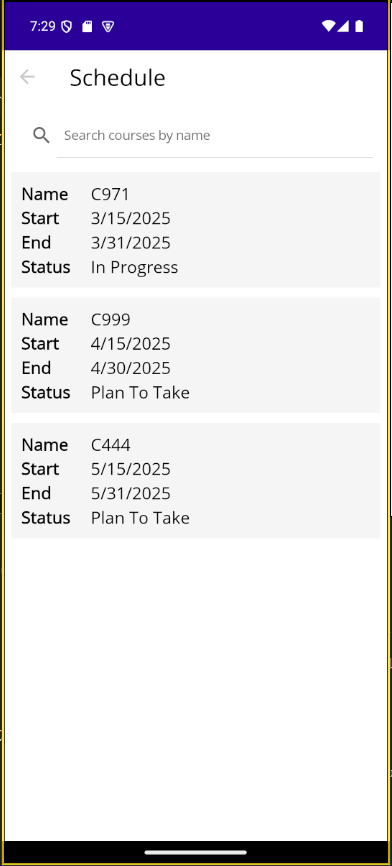 7:29
Schedule
Search courses by name
Name C971
Start 3/15/2025
End 3/31/2025
Status In Progress
Name C999
Start 4/15/2025
End 4/30/2025
Status Plan To Take
Name C444
Start 5/15/2025
End 5/31/2025
Status Plan To Take